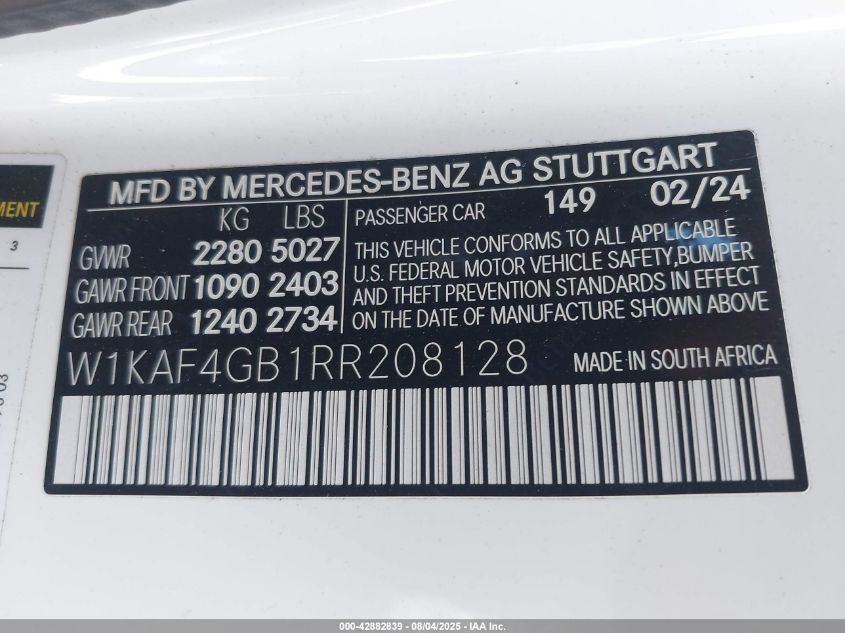 MFD BY MERCEDES-BENZ AG STUTTGART
KG LBS
GVWR 2280 5027
GAWR FRONT 1090 2403
GAWR REAR 1240 2734
PASSENGER CAR 149 02/24
THIS VEHICLE CONFORMS TO ALL APPLICABLE
U.S. FEDERAL MOTOR VEHICLE SAFETY,BUMPER
AND THEFT PREVENTION STANDARDS IN EFFECT
ON THE DATE OF MANUFACTURE SHOWN ABOVE
W1KAF4GB1RR208128 MADE IN SOUTH AFRICA
MENT
3
000-42882839 - 08/04/2025 - IAA Inc.